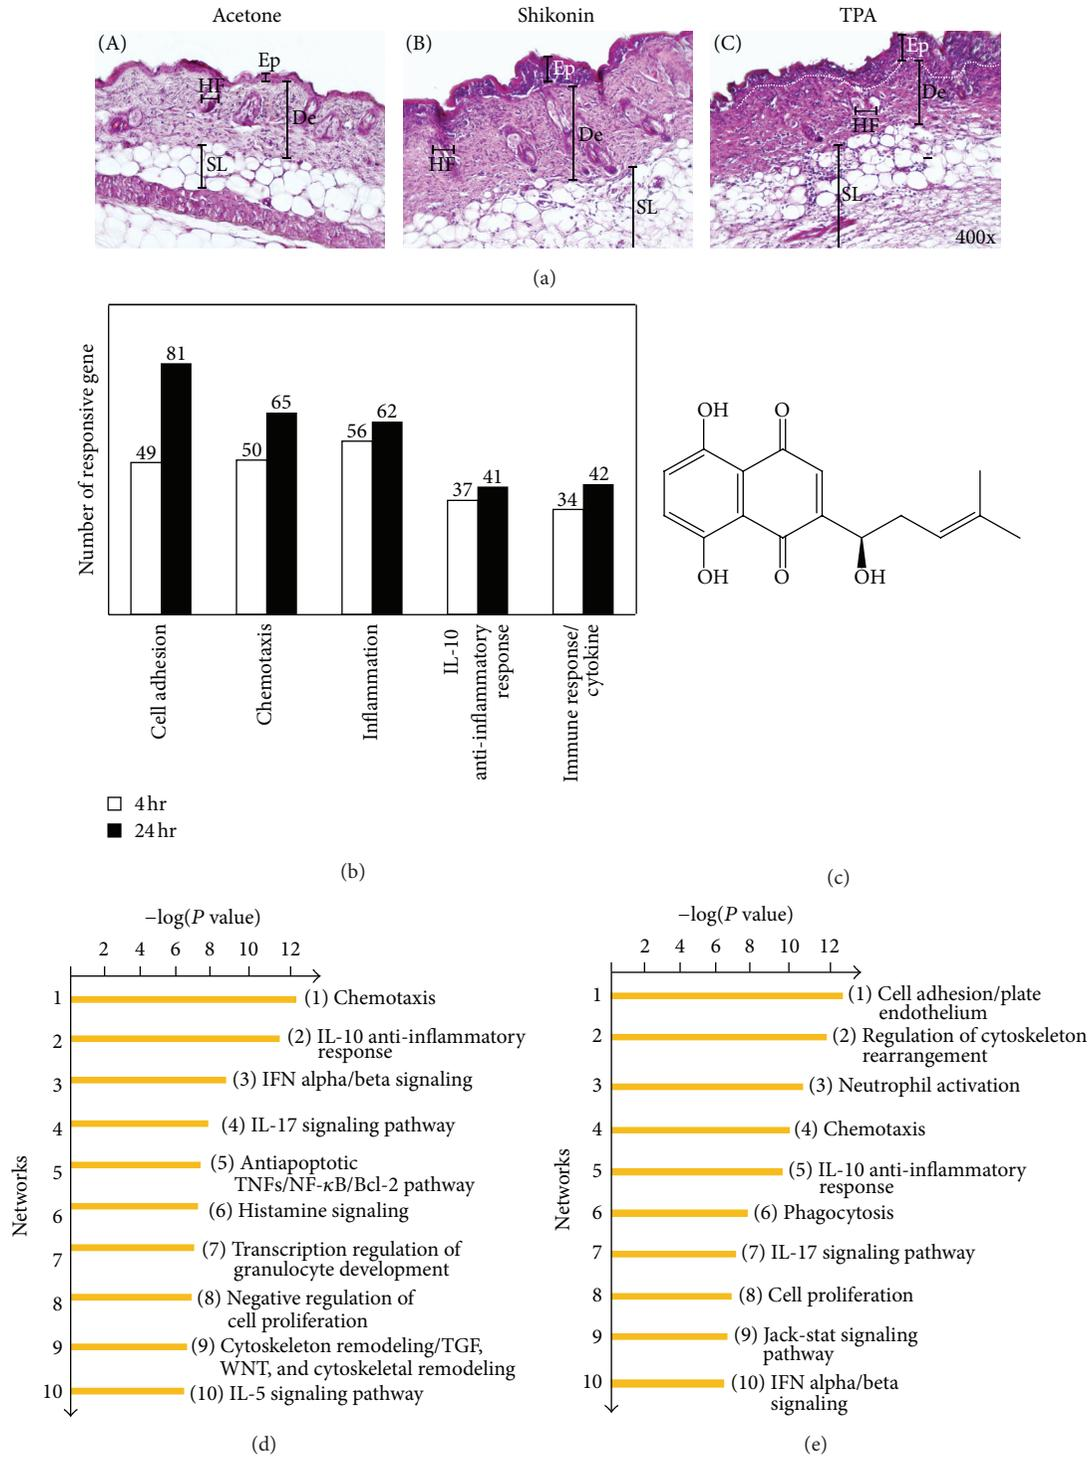 Acetone
Shikonin
TPA
(A)
Ep
HF
De
SL
(B)
Ep
De
HF
SL
(C)
Ep
De
HF
SL
400x
(a)
Number of responsive gene
49
81
50
65
56
62
37
41
34
42
Cell adhesion
Chemotaxis
Inflammation
IL-10
anti-inflammatory
response
Immune response/
cytokine
4 hr
24 hr
(b)
OH
O
OH
O
OH
(c)
−log(P value)
2 4 6 8 10 12
Networks
1 (1) Chemotaxis
2 (2) IL-10 anti-inflammatory
response
3 (3) IFN alpha/beta signaling
4 (4) IL-17 signaling pathway
5 (5) Antiapoptotic
TNFs/NF-κB/Bcl-2 pathway
6 (6) Histamine signaling
7 (7) Transcription regulation of
granulocyte development
8 (8) Negative regulation of
cell proliferation
9 (9) Cytoskeleton remodeling/TGF,
WNT, and cytoskeletal remodeling
10 (10) IL-5 signaling pathway
(d)
−log(P value)
2 4 6 8 10 12
Networks
1 (1) Cell adhesion/plate
endothelium
2 (2) Regulation of cytoskeleton
rearrangement
3 (3) Neutrophil activation
4 (4) Chemotaxis
5 (5) IL-10 anti-inflammatory
response
6 (6) Phagocytosis
7 (7) IL-17 signaling pathway
8 (8) Cell proliferation
9 (9) Jack-stat signaling
pathway
10 (10) IFN alpha/beta
signaling
(e)